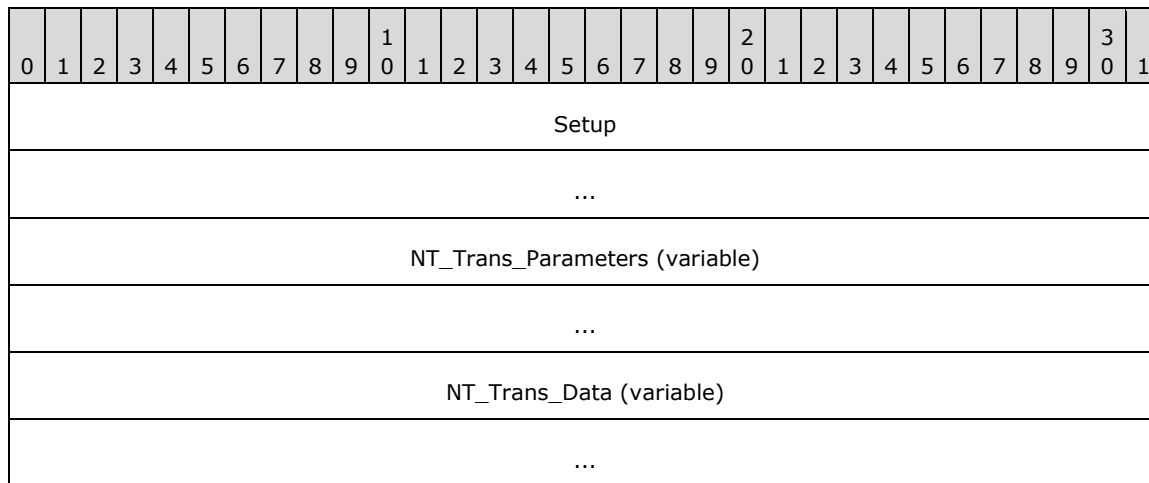 1 2 3
0 1 2 3 4 5 6 7 8 9 0 1 2 3 4 5 6 7 8 9 0 1 2 3 4 5 6 7 8 9 0 1
Setup
...
NT_Trans_Parameters (variable)
...
NT_Trans_Data (variable)
...